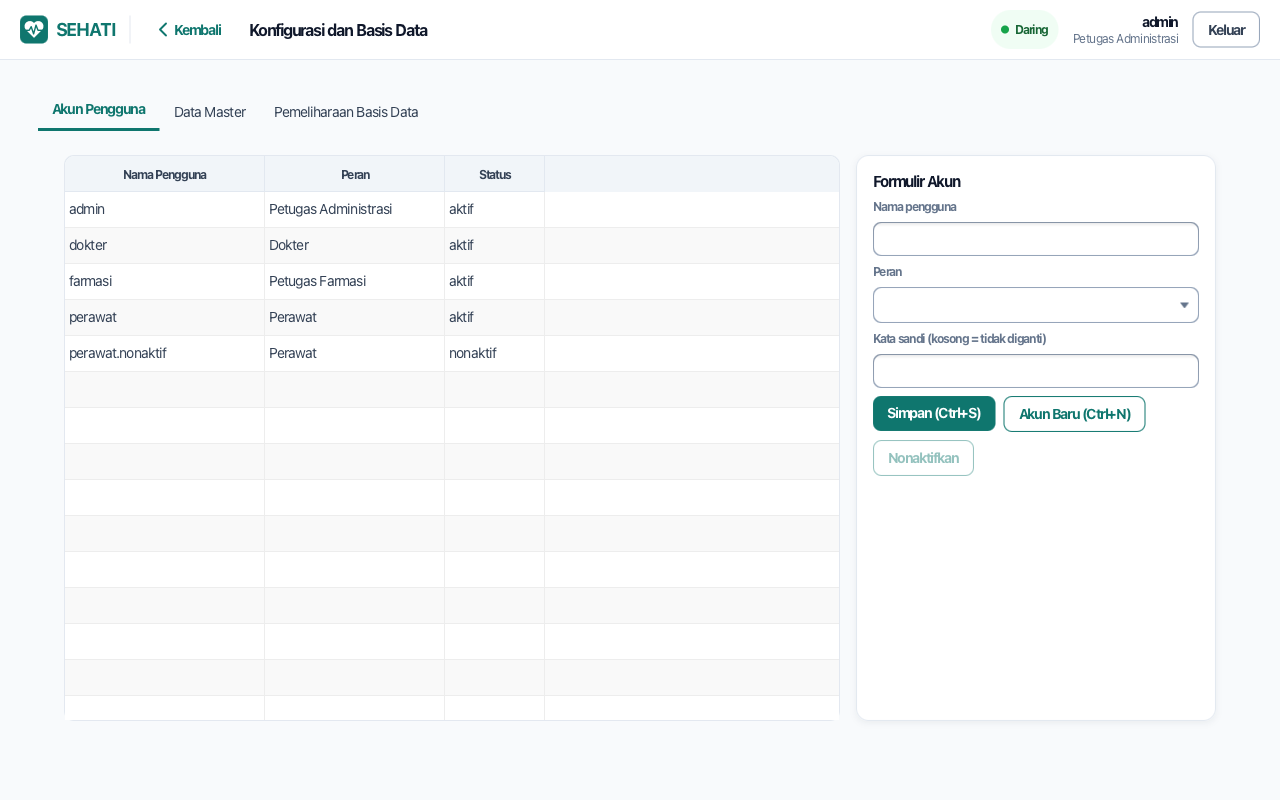 SEHATI
Kembali
Konfigurasi dan Basis Data
Daring
admin
Petugas Administrasi
Keluar
Akun Pengguna
Data Master
Pemeliharaan Basis Data
Nama Pengguna Peran Status
admin Petugas Administrasi aktif
dokter Dokter aktif
farmasi Petugas Farmasi aktif
perawat Perawat aktif
perawat.nonaktif Perawat nonaktif
Formulir Akun
Nama pengguna
Peran
Kata sandi (kosong = tidak diganti)
Simpan (Ctrl+S)
Akun Baru (Ctrl+N)
Nonaktifkan